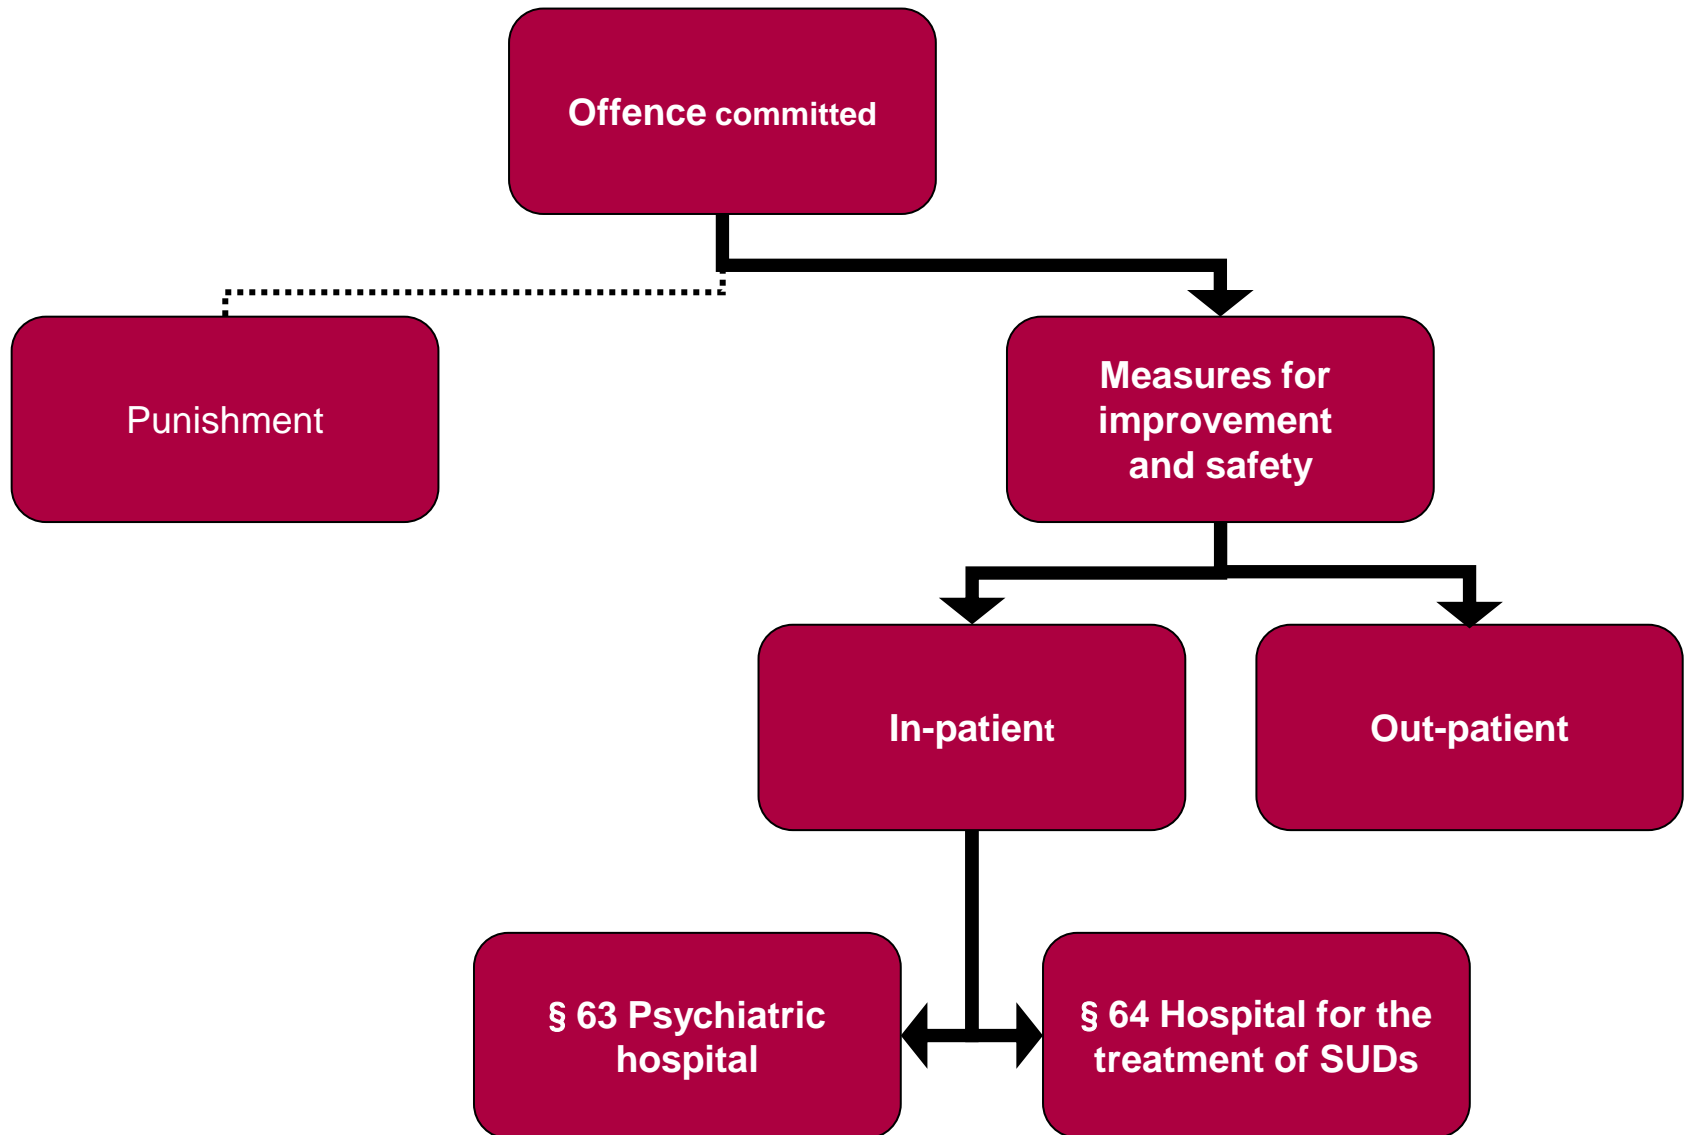 Offence committed
Punishment
Measures for
improvement
and safety
In-patient
Out-patient
§ 63 Psychiatric
hospital
§ 64 Hospital for the
treatment of SUDs